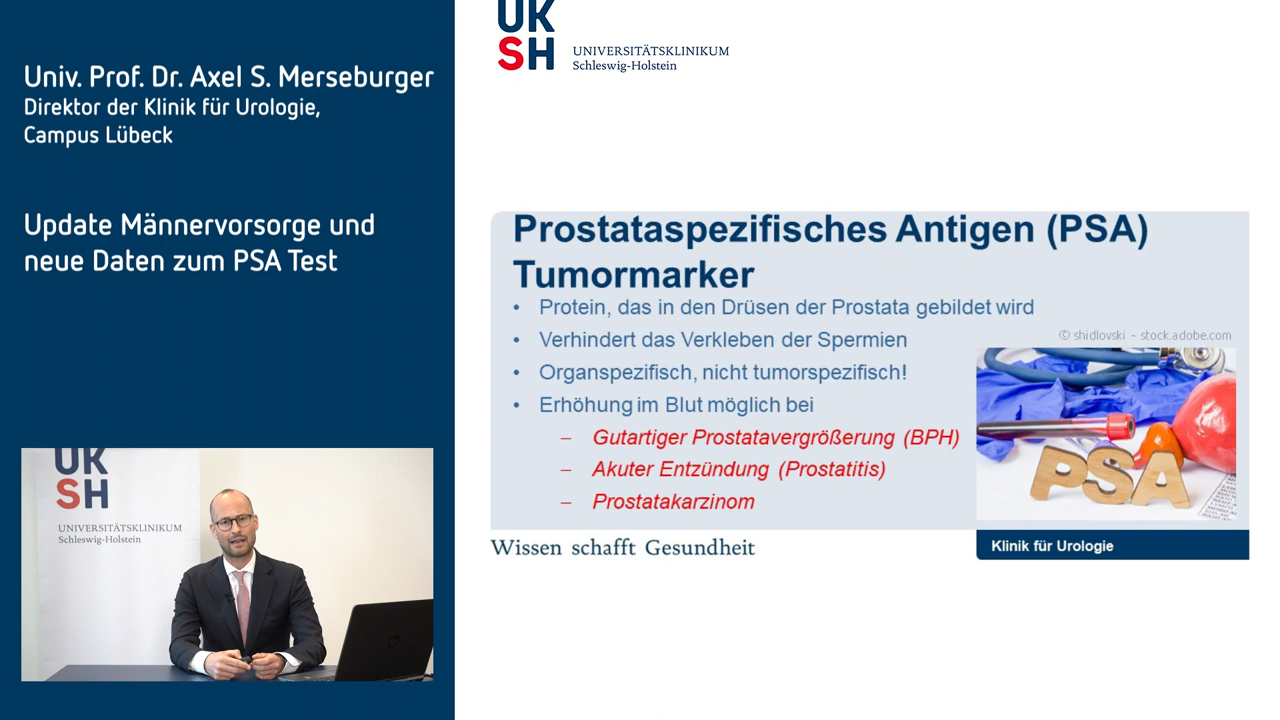 Univ. Prof. Dr. Axel S. Merseburger
Direktor der Klinik für Urologie,
Campus Lübeck
Update Männervorsorge und
neue Daten zum PSA Test
UK
SH
UNIVERSITÄTSKLINIKUM
Schleswig-Holstein
UK
SH
UNIVERSITÄTSKLINIKUM
Schleswig-Holstein
Prostataspezifisches Antigen (PSA)
Tumormarker
• Protein, das in den Drüsen der Prostata gebildet wird
• Verhindert das Verkleben der Spermien
• Organspezifisch, nicht tumorspezifisch!
• Erhöhung im Blut möglich bei
– Gutartiger Prostatavergrößerung (BPH)
– Akuter Entzündung (Prostatitis)
– Prostatakarzinom
© shidlovski - stock.adobe.com
PSA
Wissen schafft Gesundheit
Klinik für Urologie